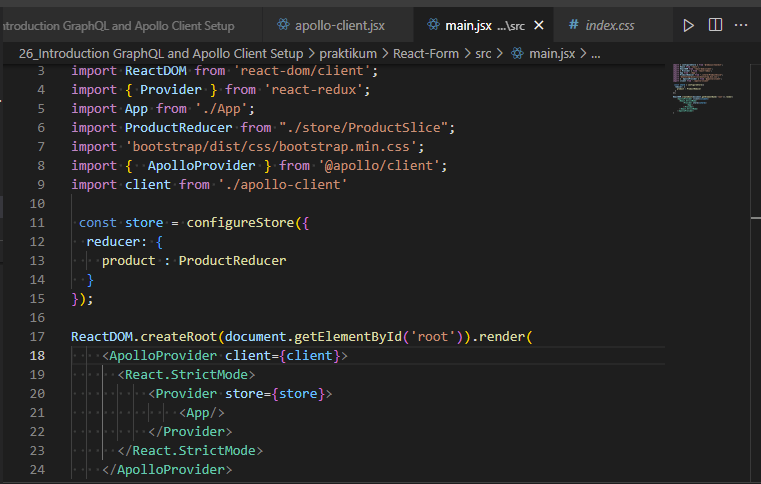 ntroduction GraphQL and Apollo Client Setup apollo-client.jsx main.jsx ...\src # index.css
26_Introduction GraphQL and Apollo Client Setup > praktikum > React-Form > src > main.jsx > ...
3 import ReactDOM from 'react-dom/client';
4 import { Provider } from 'react-redux';
5 import App from './App';
6 import ProductReducer from "./store/ProductSlice";
7 import 'bootstrap/dist/css/bootstrap.min.css';
8 import { ApolloProvider } from '@apollo/client';
9 import client from './apollo-client'
10
11 const store = configureStore({
12 reducer: {
13 product : ProductReducer
14 }
15 });
16
17 ReactDOM.createRoot(document.getElementById('root')).render(
18 <ApolloProvider client={client}>
19 <React.StrictMode>
20 <Provider store={store}>
21 <App/>
22 </Provider>
23 </React.StrictMode>
24 </ApolloProvider>